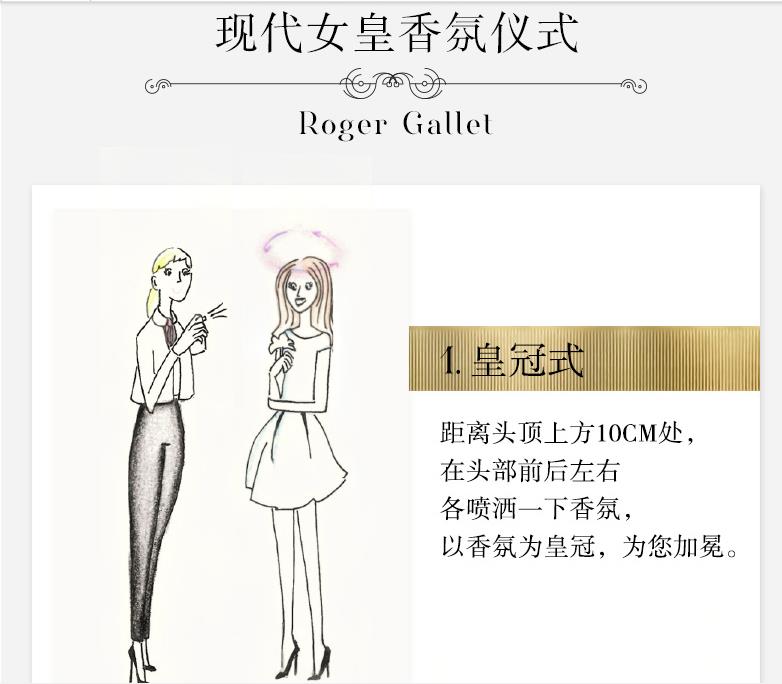 现代女皇香氛仪式
Roger Gallet
1. 皇冠式
距离头顶上方10CM处，
在头部前后左右
各喷洒一下香氛，
以香氛为皇冠，为您加冕。